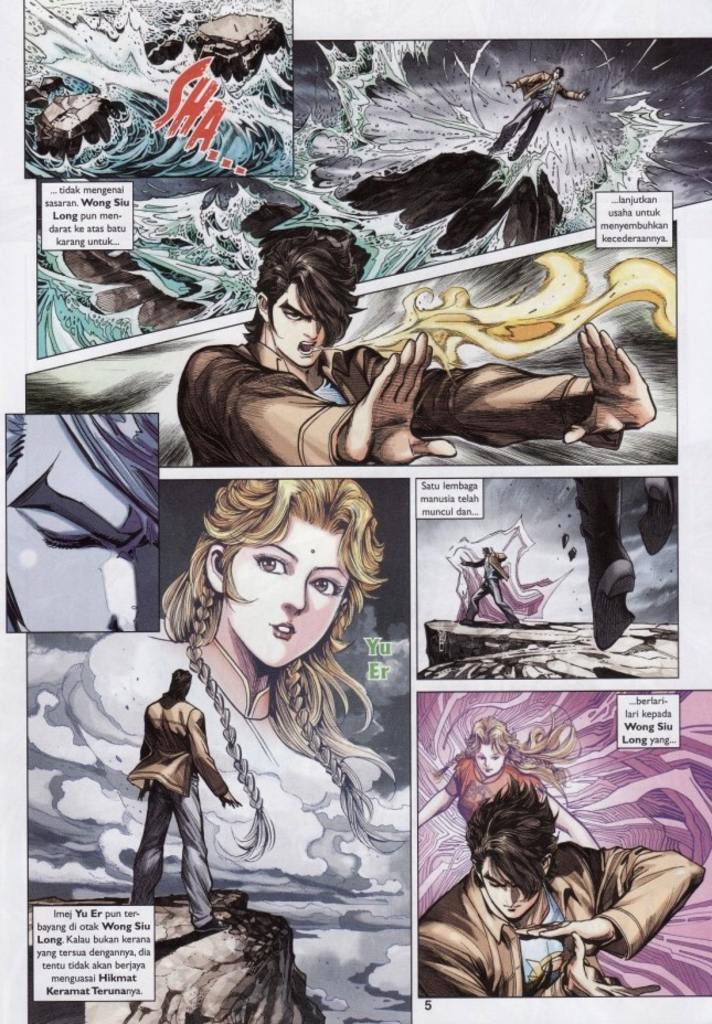 SHA...
... tidak mengenai
sasaran. Wong Siu
Long pun men-
darat ke atas batu
karang untuk...
...lanjutkan
usaha untuk
menyembuhkan
kecederaannya.
Yu
Er
Imej Yu Er pun ter-
bayang di otak Wong Siu
Long. Kalau bukan kerana
yang tersua dengannya, dia
tentu tidak akan berjaya
menguasai Hikmat
Keramat Terunanya.
Satu lembaga
manusia telah
muncul dan...
...berlari-
lari kepada
Wong Siu
Long yang...
5